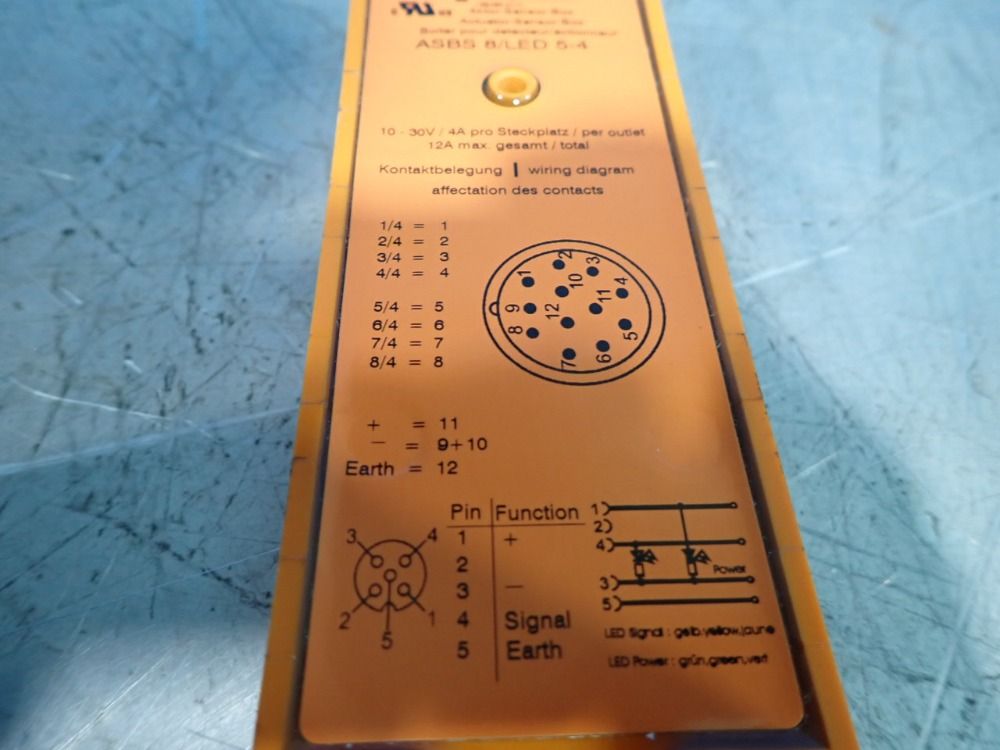 Aktor-Sensor-Box
Actuator-Sensor-Box
Boitier pour detecteur/actionneur
ASBS 8/LED 5-4
10 - 30V / 4A pro Steckplatz / per outlet
12A max. gesamt / total
Kontaktbelegung | wiring diagram
affectation des contacts
1/4 = 1
2/4 = 2
3/4 = 3
4/4 = 4
5/4 = 5
6/4 = 6
7/4 = 7
8/4 = 8
1 2 3 4
9 10 11
8 12 5
7 6
+ = 11
− = 9+10
Earth = 12
Pin Function
1 +
2
3 −
4 Signal
5 Earth
3 4
2 1
5
1
2
4
Power
3
5
LED Signal : gelb,yellow,jaune
LED Power : grün,green,vert